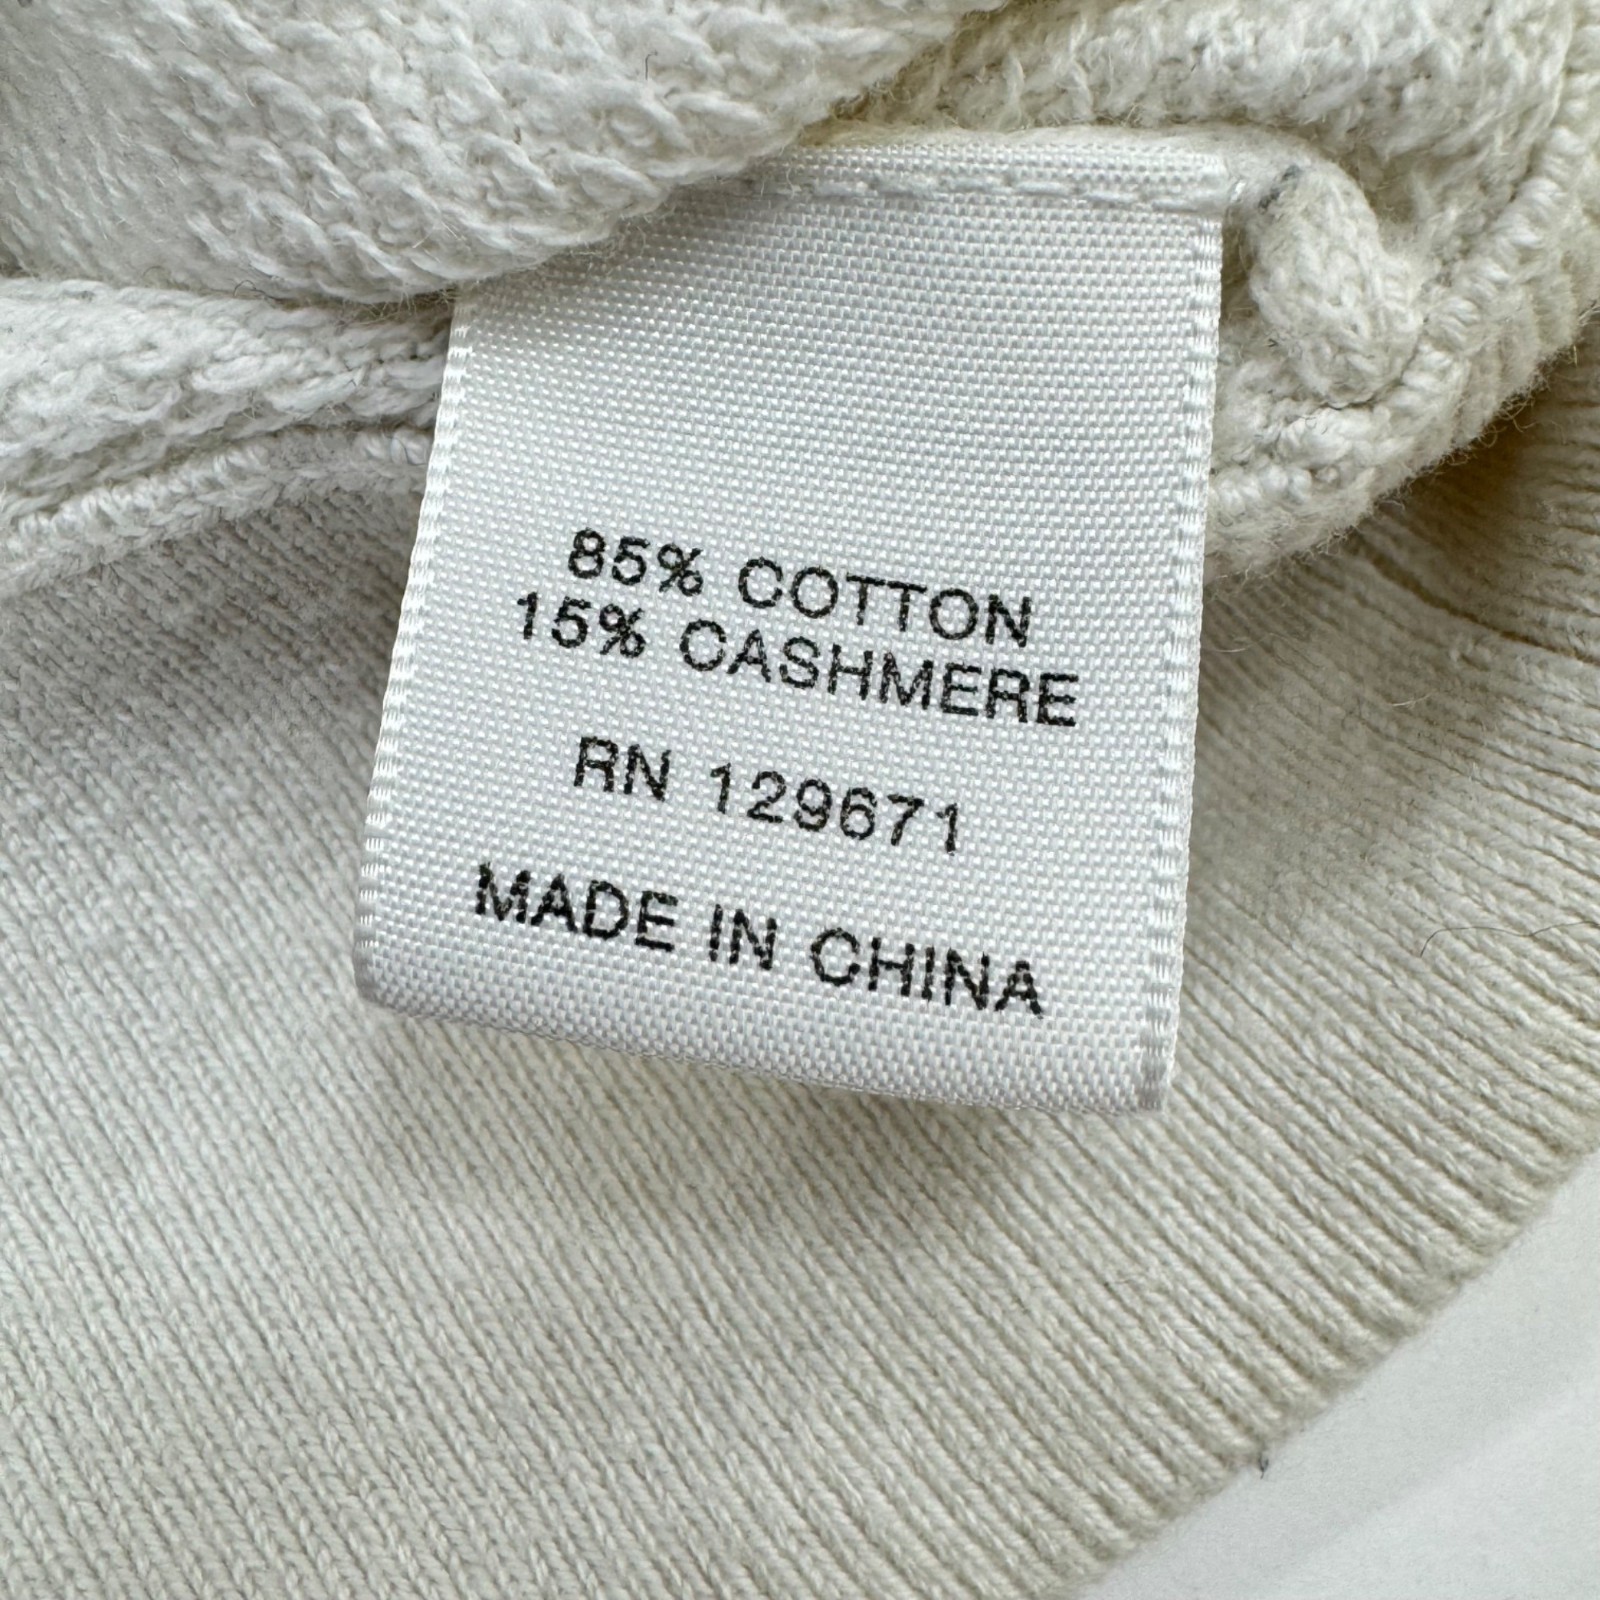 85% COTTON
15% CASHMERE
RN 129671
MADE IN CHINA